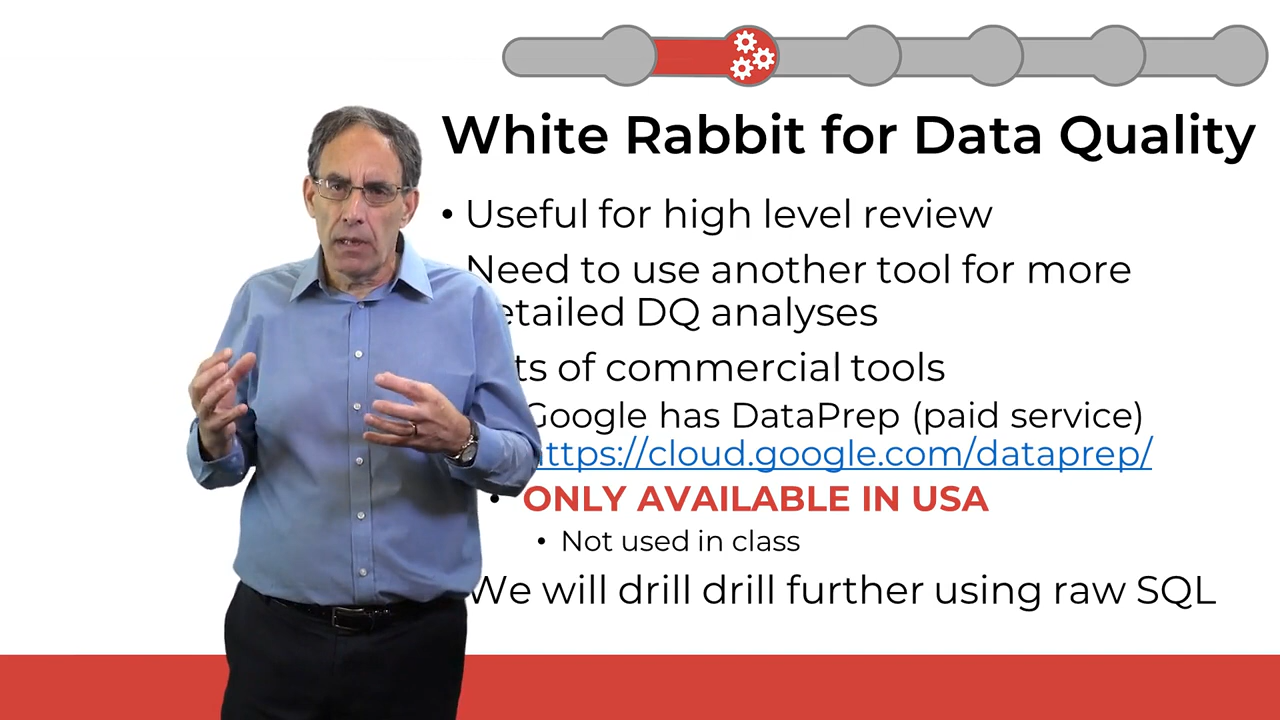 White Rabbit for Data Quality
• Useful for high level review
Need to use another tool for more
etailed DQ analyses
ts of commercial tools
Google has DataPrep (paid service)
ttps://cloud.google.com/dataprep/
• ONLY AVAILABLE IN USA
• Not used in class
We will drill drill further using raw SQL